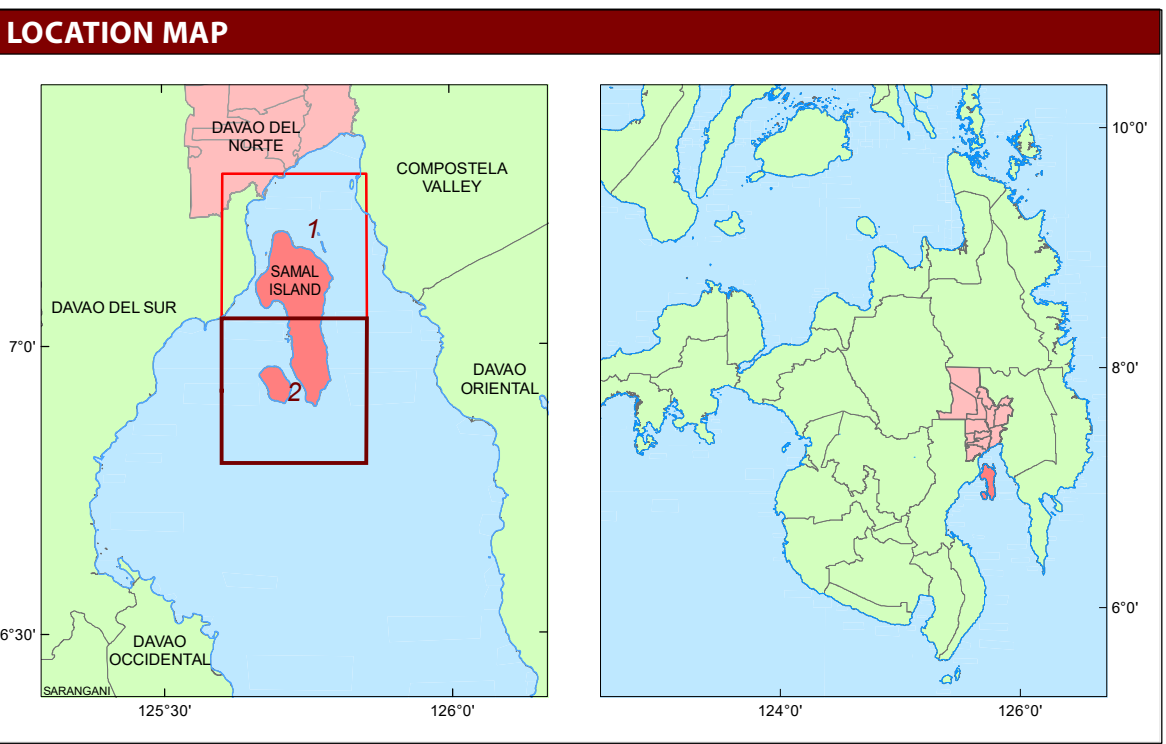 LOCATION MAP
DAVAO DEL
NORTE
COMPOSTELA
VALLEY
1
SAMAL
ISLAND
DAVAO DEL SUR
7°0'
DAVAO
ORIENTAL
2
6°30'
DAVAO
OCCIDENTAL
SARANGANI
125°30'
126°0'
10°0'
8°0'
6°0'
124°0'
126°0'